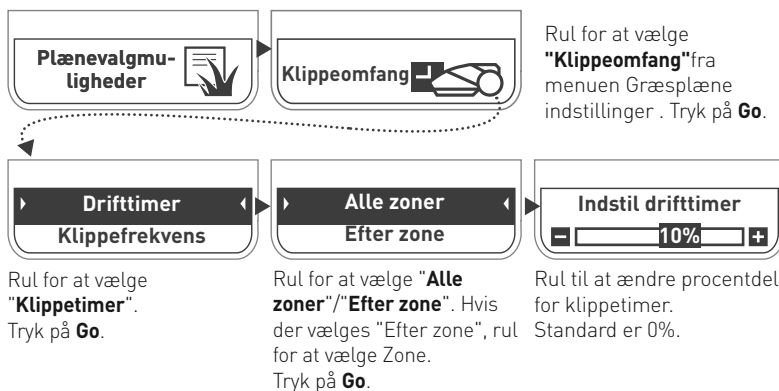 Plænevalgmu-
ligheder
Klippeomfang
Rul for at vælge
"Klippeomfang"fra
menuen Græsplæne
indstillinger . Tryk på Go.
Drifttimer
Klippefrekvens
Alle zoner
Efter zone
Indstil drifttimer
10%
Rul for at vælge
"Klippetimer".
Tryk på Go.
Rul for at vælge "Alle
zoner"/"Efter zone". Hvis
der vælges "Efter zone", rul
for at vælge Zone.
Tryk på Go.
Rul til at ændre procentdel
for klippetimer.
Standard er 0%.